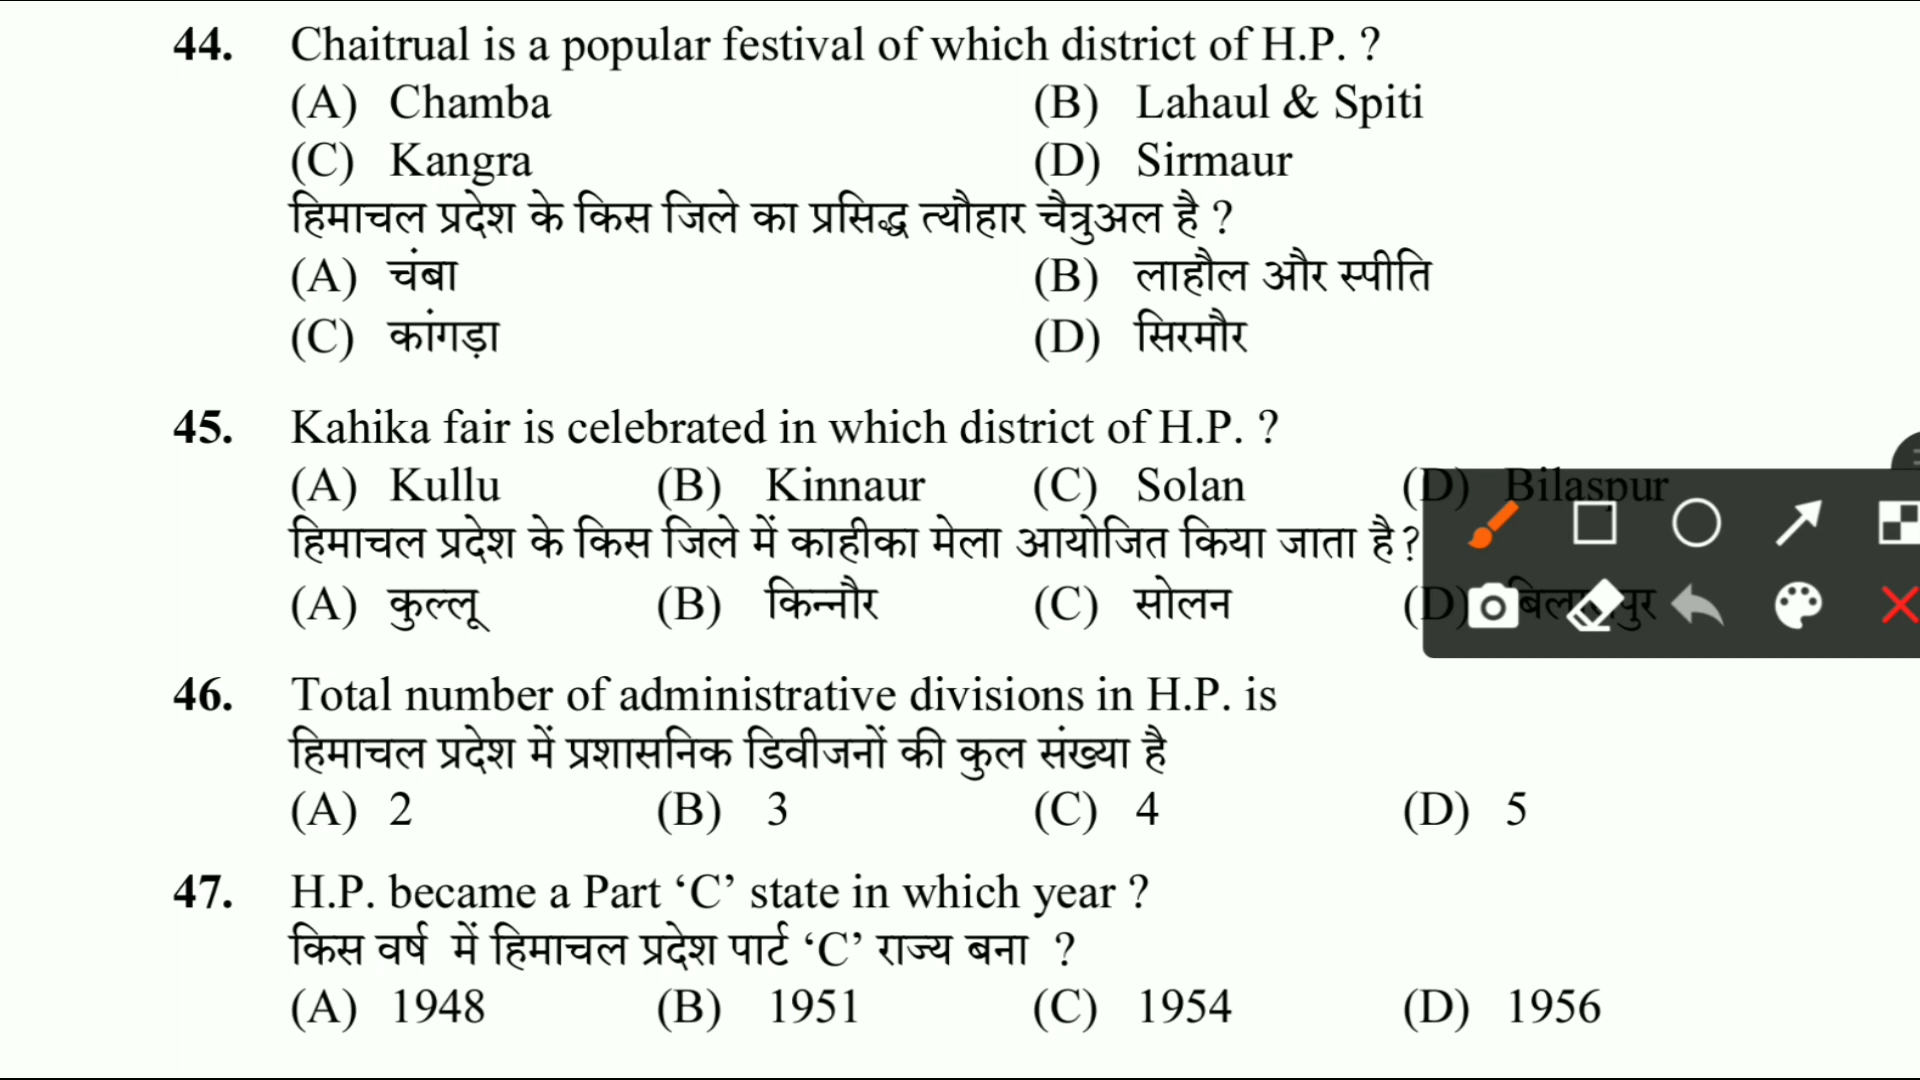 44. Chaitrual is a popular festival of which district of H.P. ?
(A) Chamba (B) Lahaul & Spiti
(C) Kangra (D) Sirmaur
हिमाचल प्रदेश के किस जिले का प्रसिद्ध त्यौहार चैत्रुअल है ?
(A) चंबा (B) लाहौल और स्पीति
(C) कांगड़ा (D) सिरमौर
45. Kahika fair is celebrated in which district of H.P. ?
(A) Kullu (B) Kinnaur (C) Solan (D) Bilaspur
हिमाचल प्रदेश के किस जिले में काहीका मेला आयोजित किया जाता है ?
(A) कुल्लू (B) किन्नौर (C) सोलन (D)
46. Total number of administrative divisions in H.P. is
हिमाचल प्रदेश में प्रशासनिक डिवीजनों की कुल संख्या है
(A) 2 (B) 3 (C) 4 (D) 5
47. H.P. became a Part ‘C’ state in which year ?
किस वर्ष में हिमाचल प्रदेश पार्ट ‘C’ राज्य बना ?
(A) 1948 (B) 1951 (C) 1954 (D) 1956